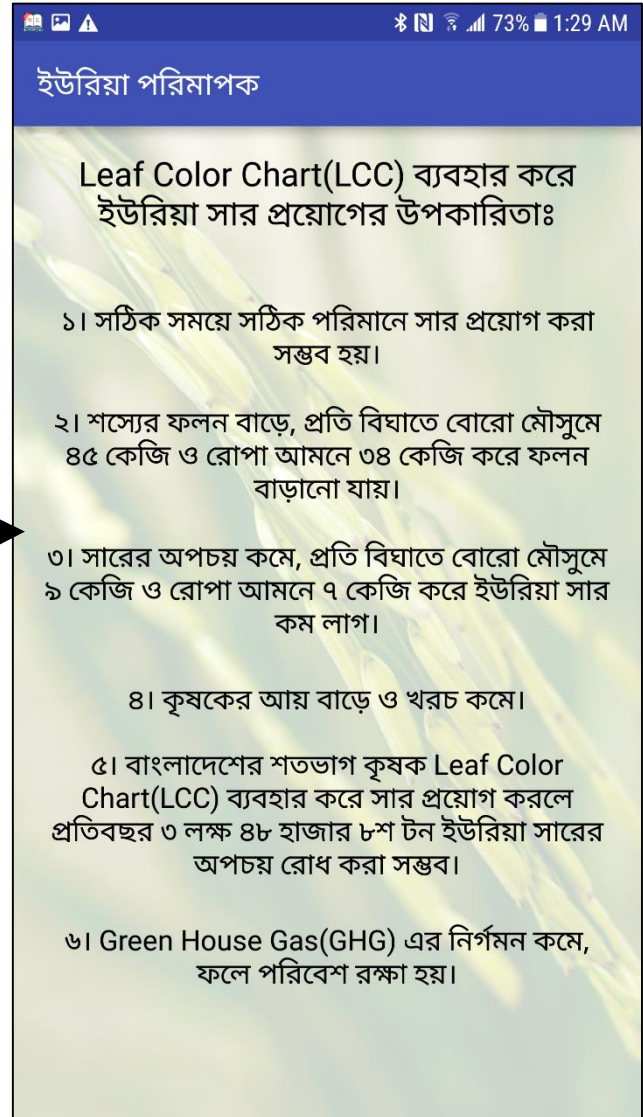 73% 1:29 AM
ইউরিয়া পরিমাপক
Leaf Color Chart(LCC) ব্যবহার করে
ইউরিয়া সার প্রয়োগের উপকারিতাঃ
১। সঠিক সময়ে সঠিক পরিমানে সার প্রয়োগ করা
সম্ভব হয়।
২। শস্যের ফলন বাড়ে, প্রতি বিঘাতে বোরো মৌসুমে
৪৫ কেজি ও রোপা আমনে ৩৪ কেজি করে ফলন
বাড়ানো যায়।
৩। সারের অপচয় কমে, প্রতি বিঘাতে বোরো মৌসুমে
৯ কেজি ও রোপা আমনে ৭ কেজি করে ইউরিয়া সার
কম লাগ।
৪। কৃষকের আয় বাড়ে ও খরচ কমে।
৫। বাংলাদেশের শতভাগ কৃষক Leaf Color
Chart(LCC) ব্যবহার করে সার প্রয়োগ করলে
প্রতিবছর ৩ লক্ষ ৪৮ হাজার ৮শ টন ইউরিয়া সারের
অপচয় রোধ করা সম্ভব।
৬। Green House Gas(GHG) এর নির্গমন কমে,
ফলে পরিবেশ রক্ষা হয়।